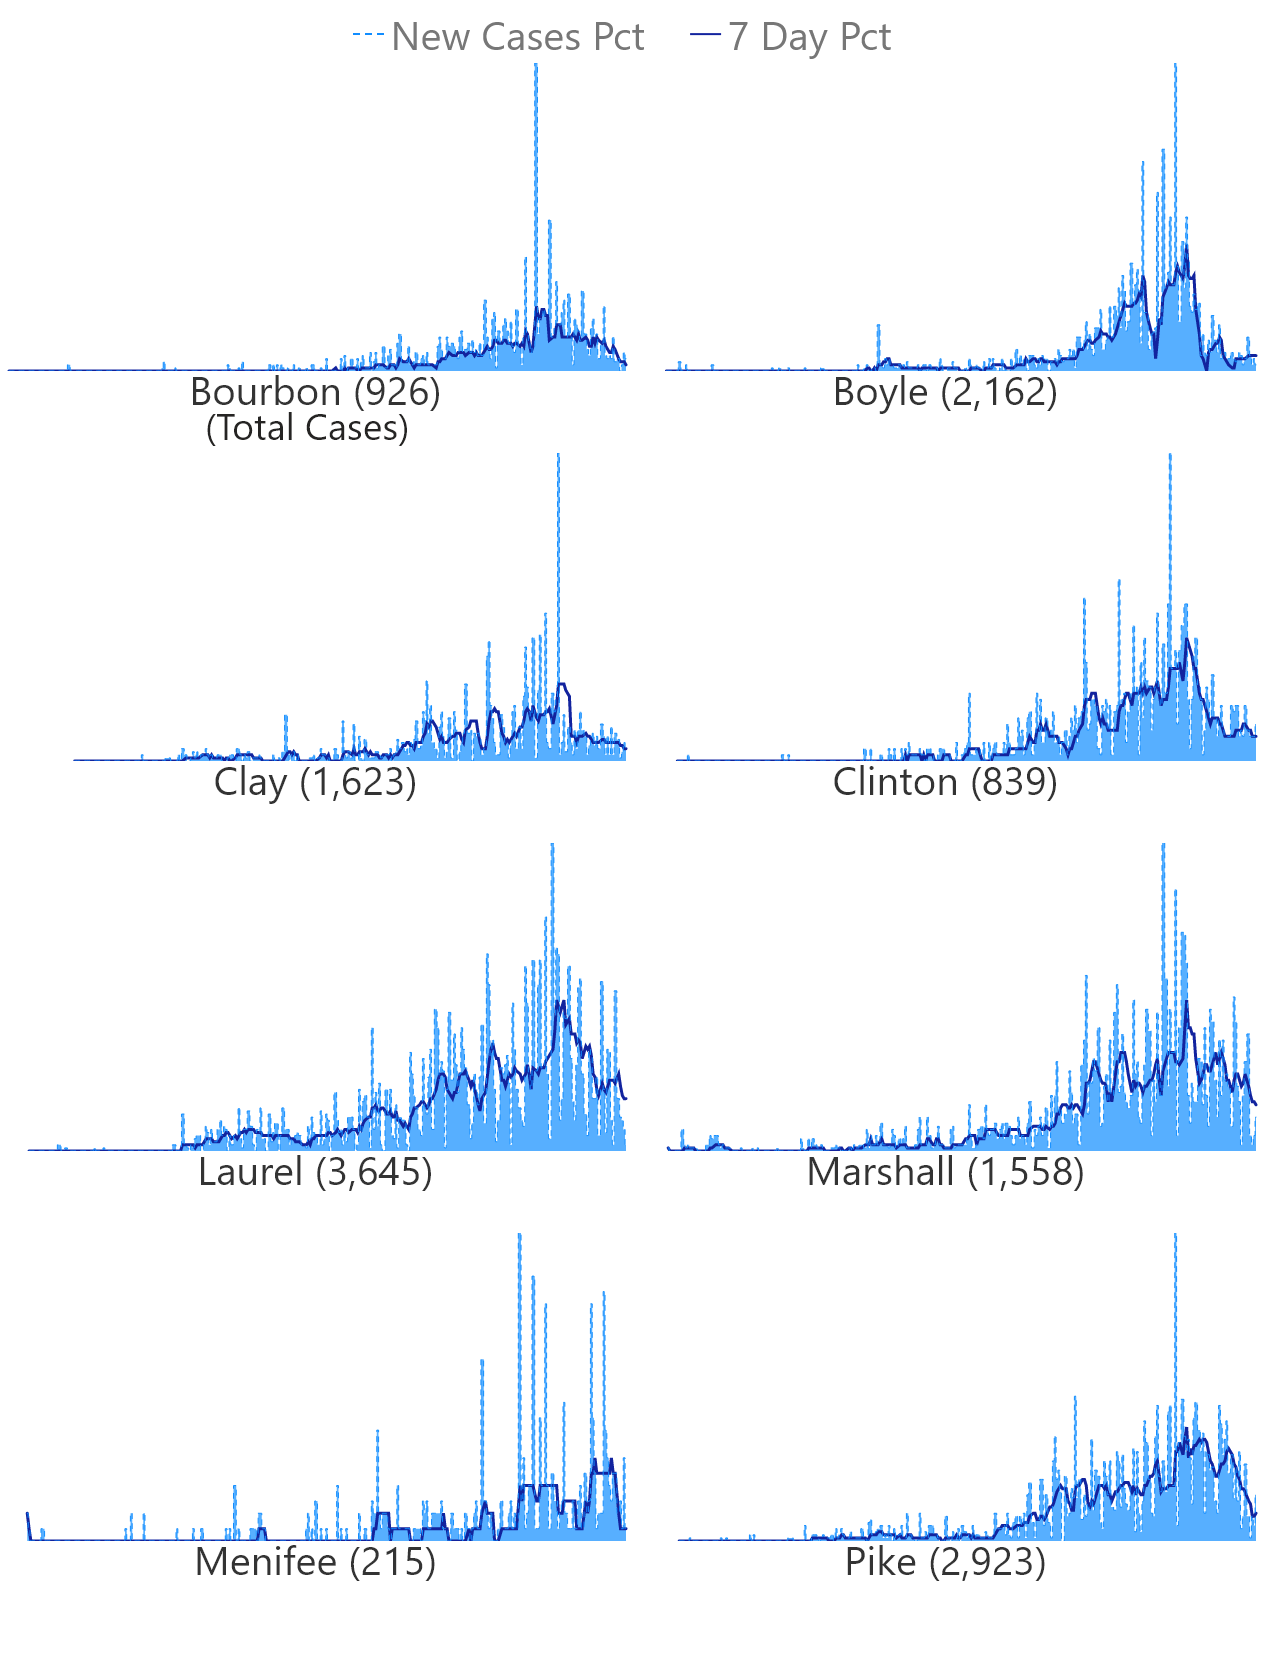 New Cases Pct 7 Day Pct
Bourbon (926) Boyle (2,162)
(Total Cases)
Clay (1,623) Clinton (839)
Laurel (3,645) Marshall (1,558)
Menifee (215) Pike (2,923)